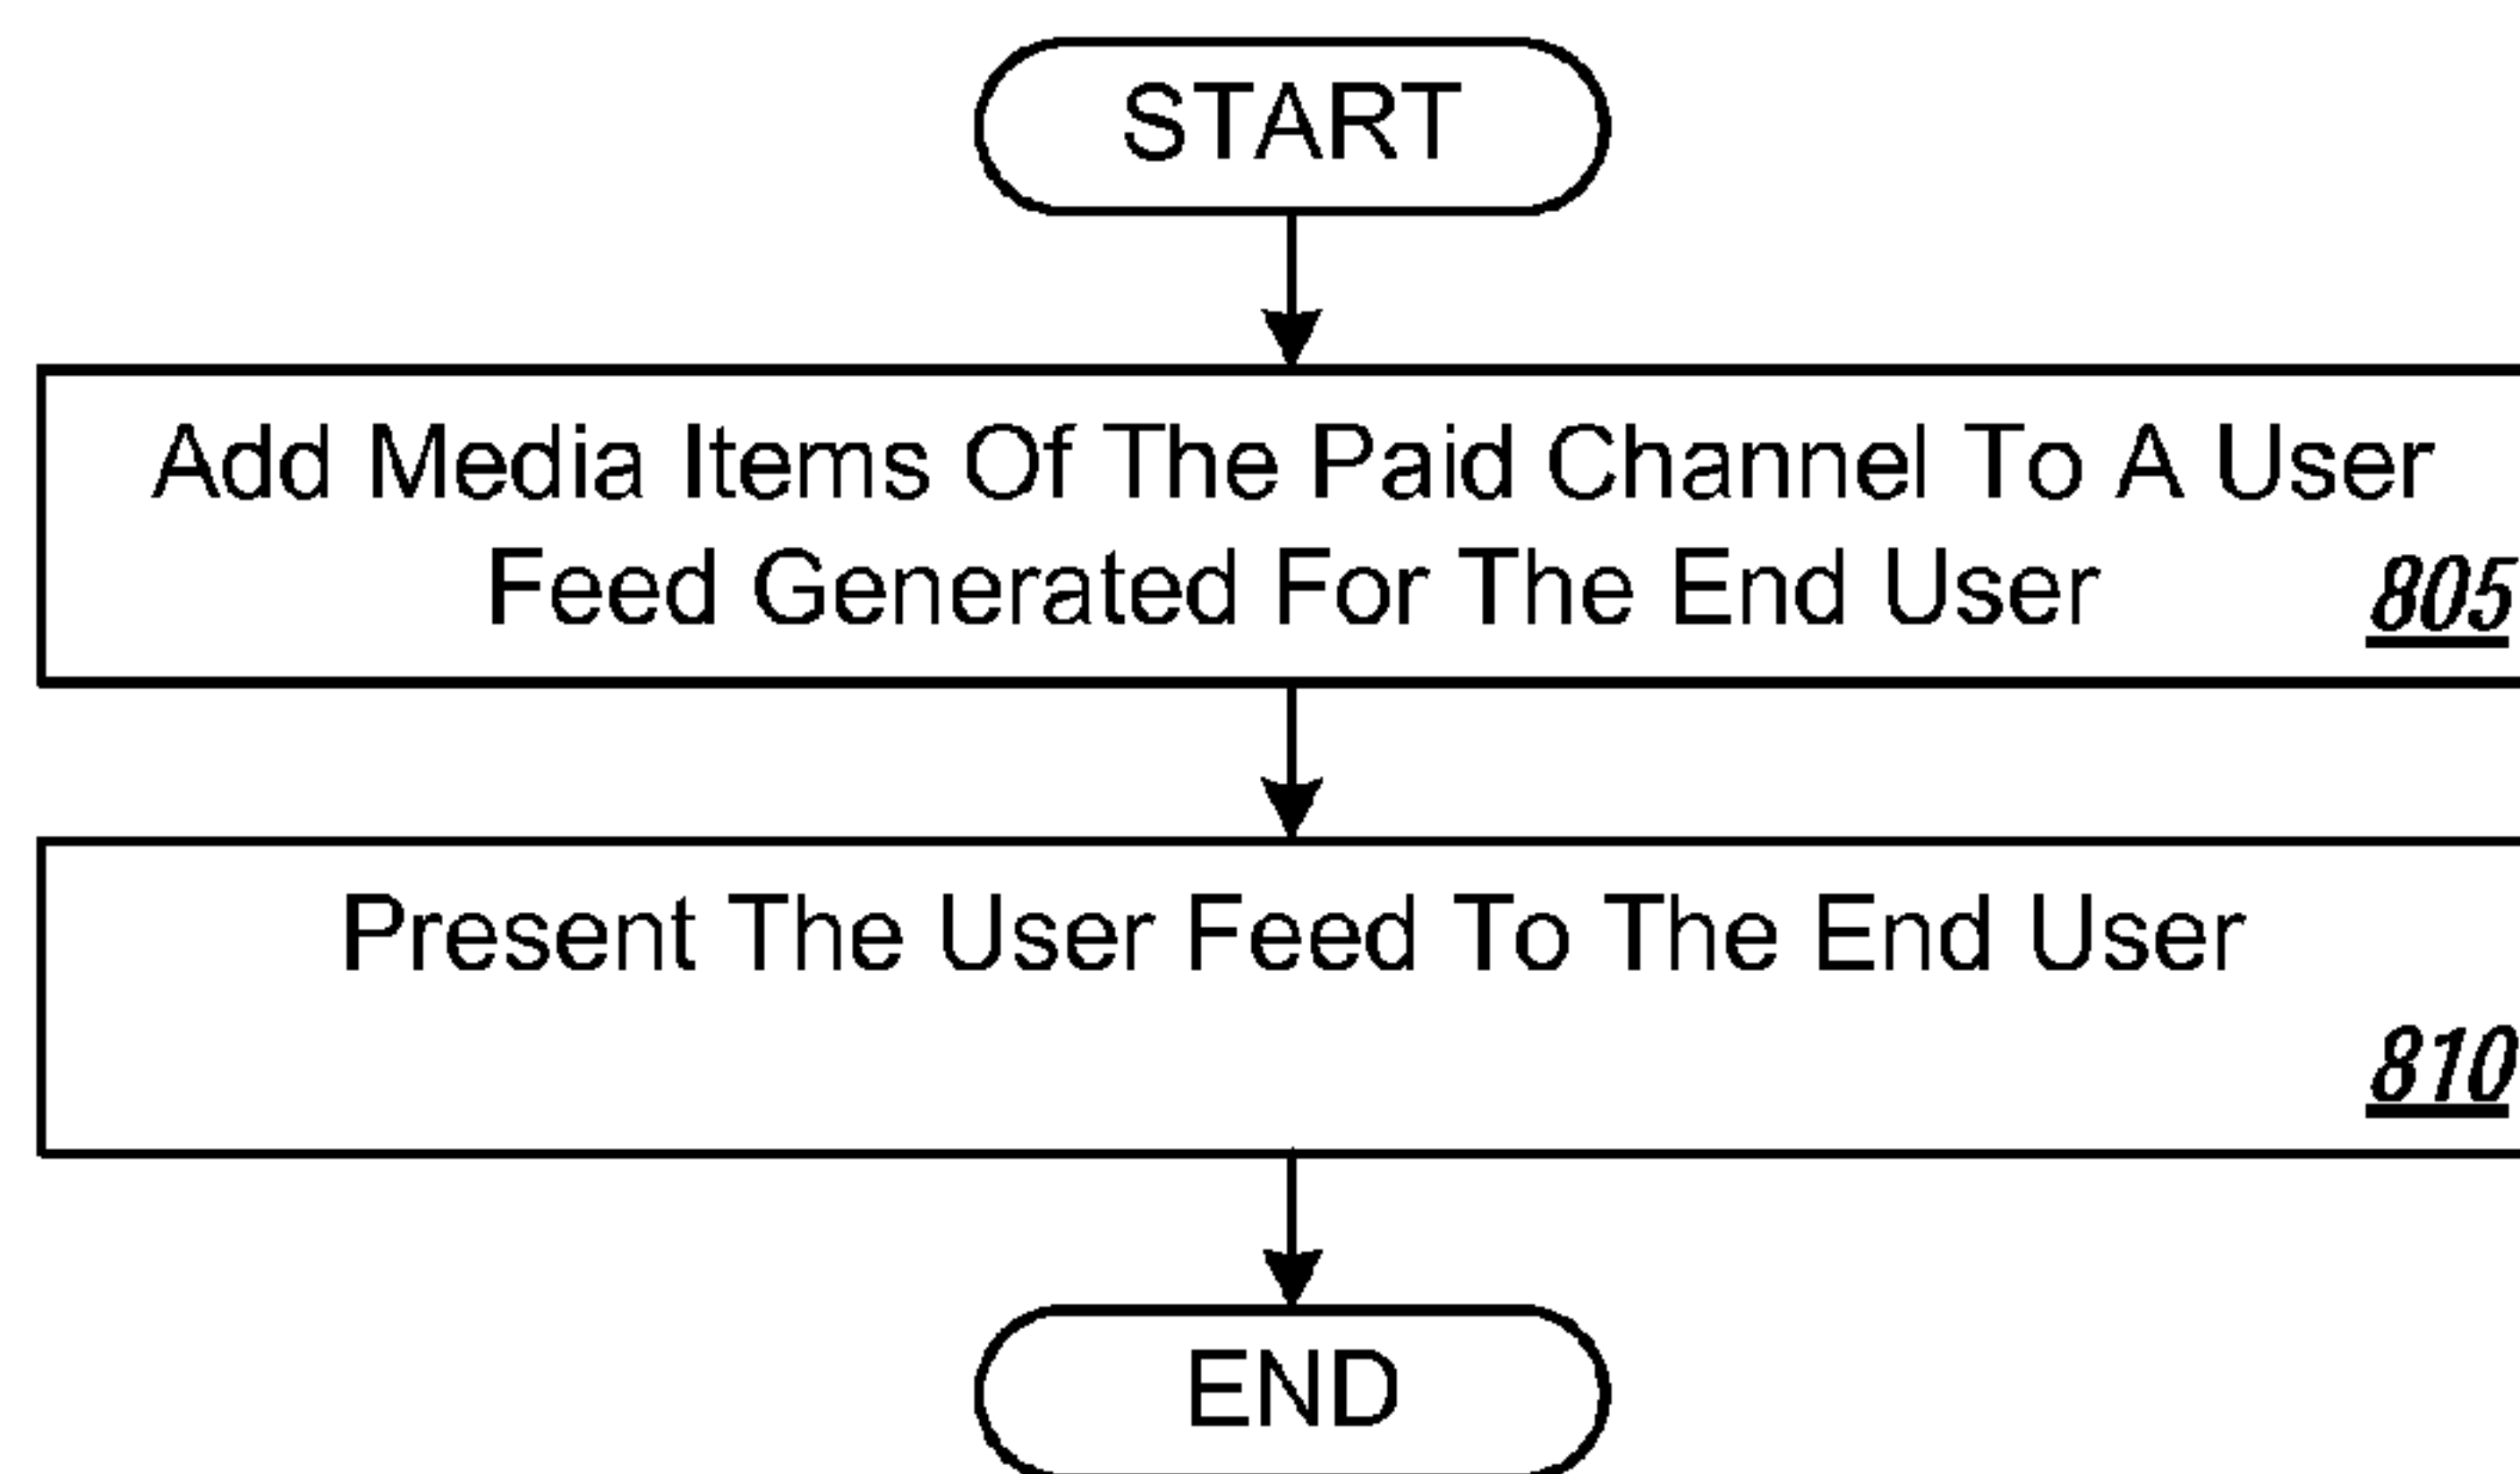 START
Add Media Items Of The Paid Channel To A User
Feed Generated For The End User
805
Present The User Feed To The End User
810
END